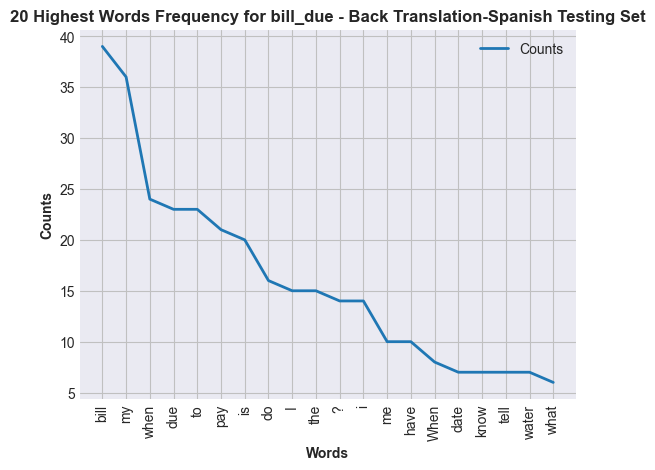 20 Highest Words Frequency for bill_due - Back Translation-Spanish Testing Set
Counts
40
35
30
25
20
15
10
5
Counts
bill
my
when
due
to
pay
is
do
I
the
?
i
me
have
When
date
know
tell
water
what
Words